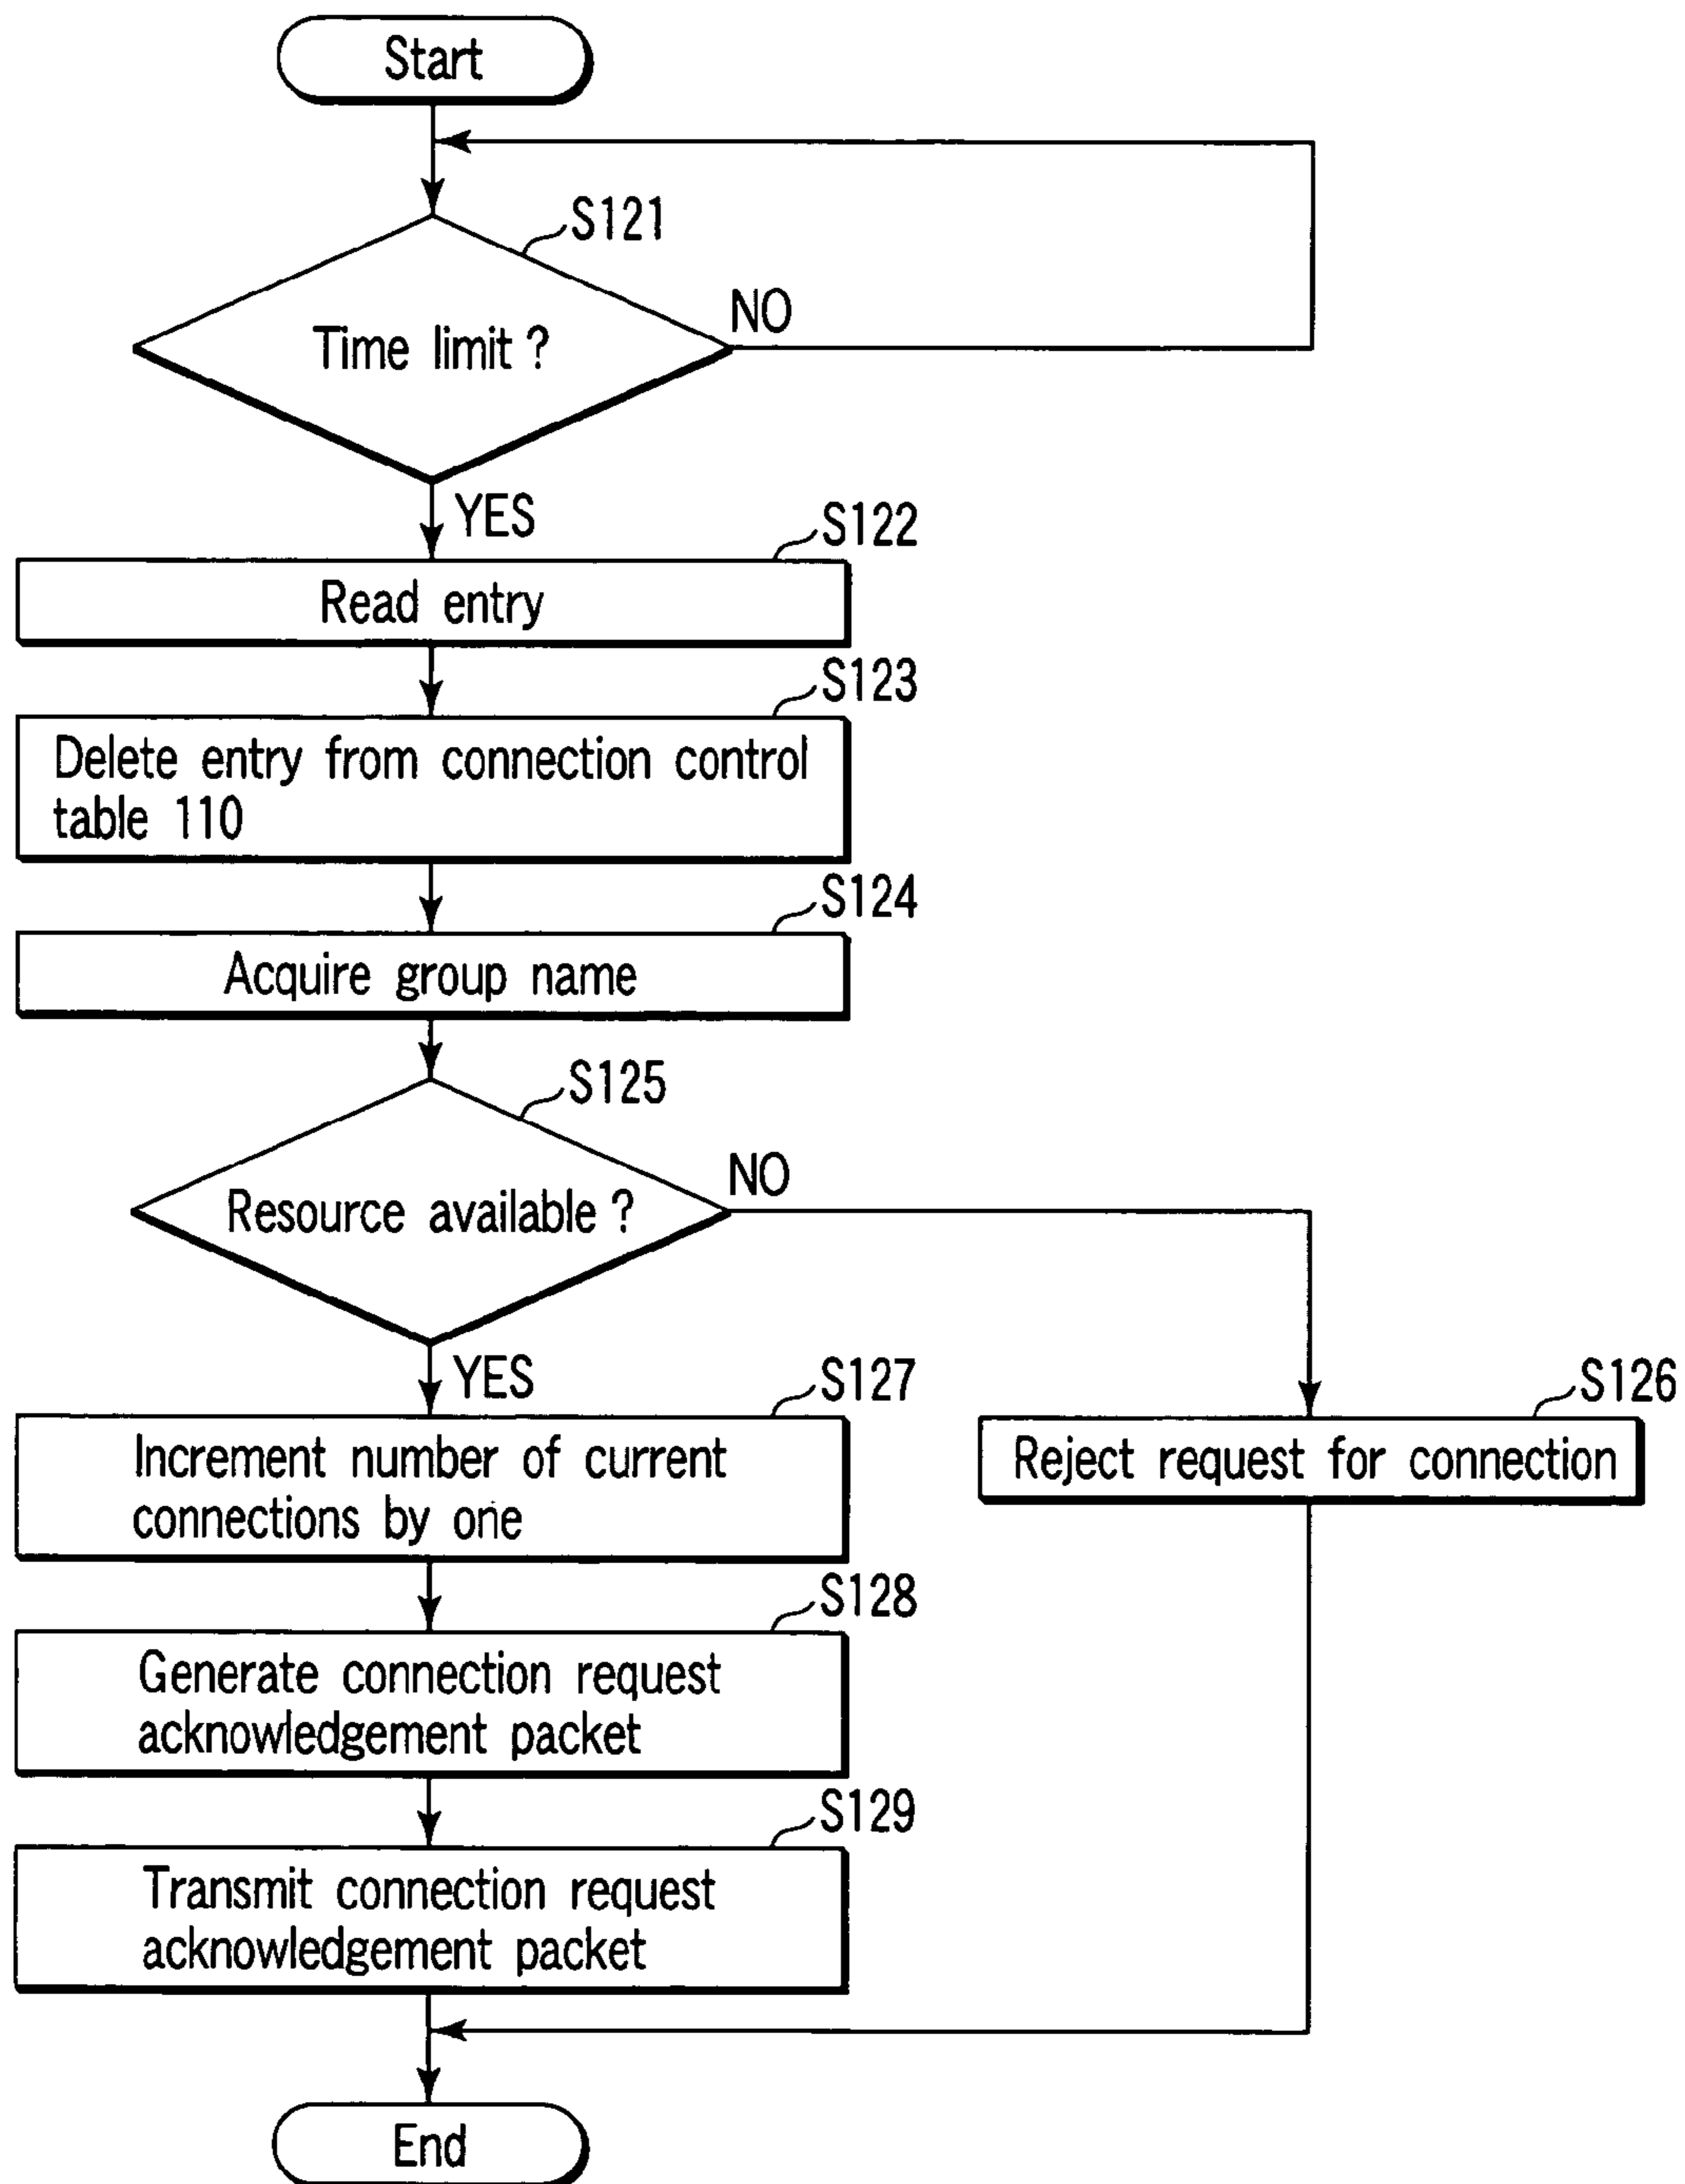 Start
S121
Time limit ?
NO
YES
S122
Read entry
S123
Delete entry from connection control
table 110
S124
Acquire group name
S125
Resource available ?
NO
YES
S127
Increment number of current
connections by one
S126
Reject request for connection
S128
Generate connection request
acknowledgement packet
S129
Transmit connection request
acknowledgement packet
End